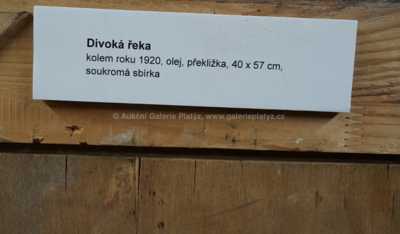 Divoká řeka
kolem roku 1920, olej, překližka, 40 x 57 cm,
soukromá sbírka
© Aukční Galerie Platýz, www.galerieplatyz.cz